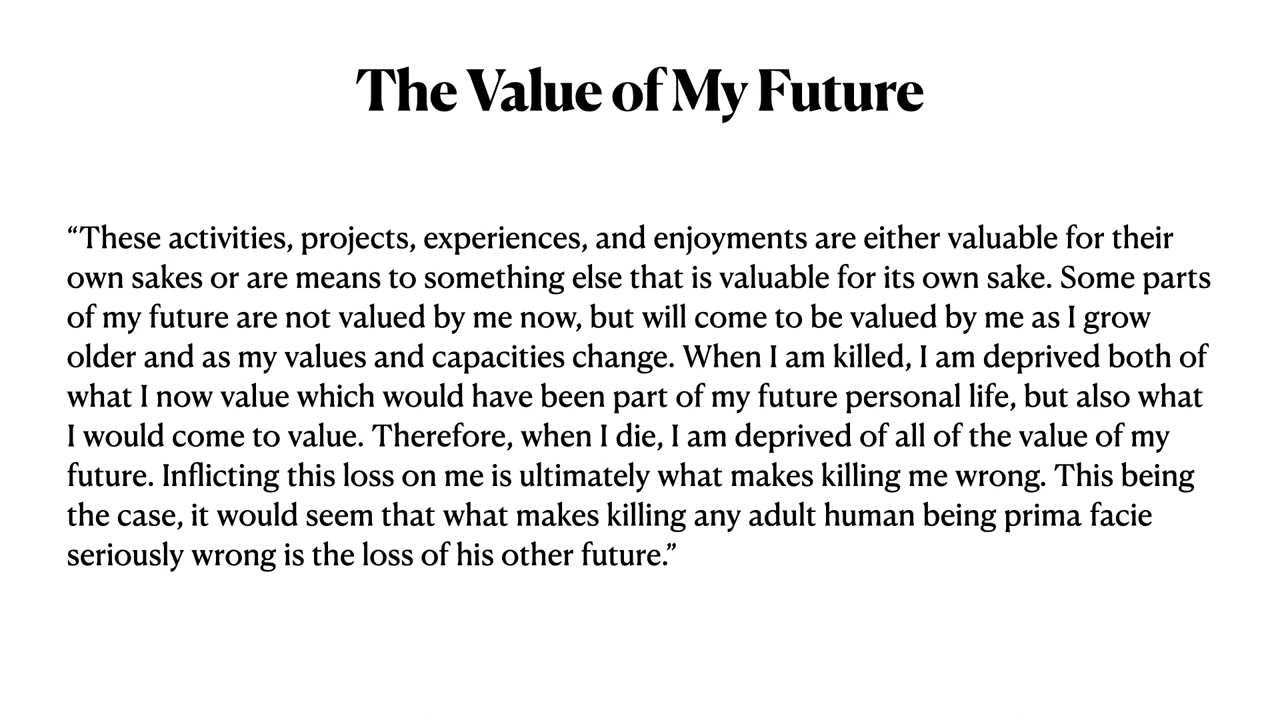 The Value of My Future
“These activities, projects, experiences, and enjoyments are either valuable for their
own sakes or are means to something else that is valuable for its own sake. Some parts
of my future are not valued by me now, but will come to be valued by me as I grow
older and as my values and capacities change. When I am killed, I am deprived both of
what I now value which would have been part of my future personal life, but also what
I would come to value. Therefore, when I die, I am deprived of all of the value of my
future. Inflicting this loss on me is ultimately what makes killing me wrong. This being
the case, it would seem that what makes killing any adult human being prima facie
seriously wrong is the loss of his other future.”